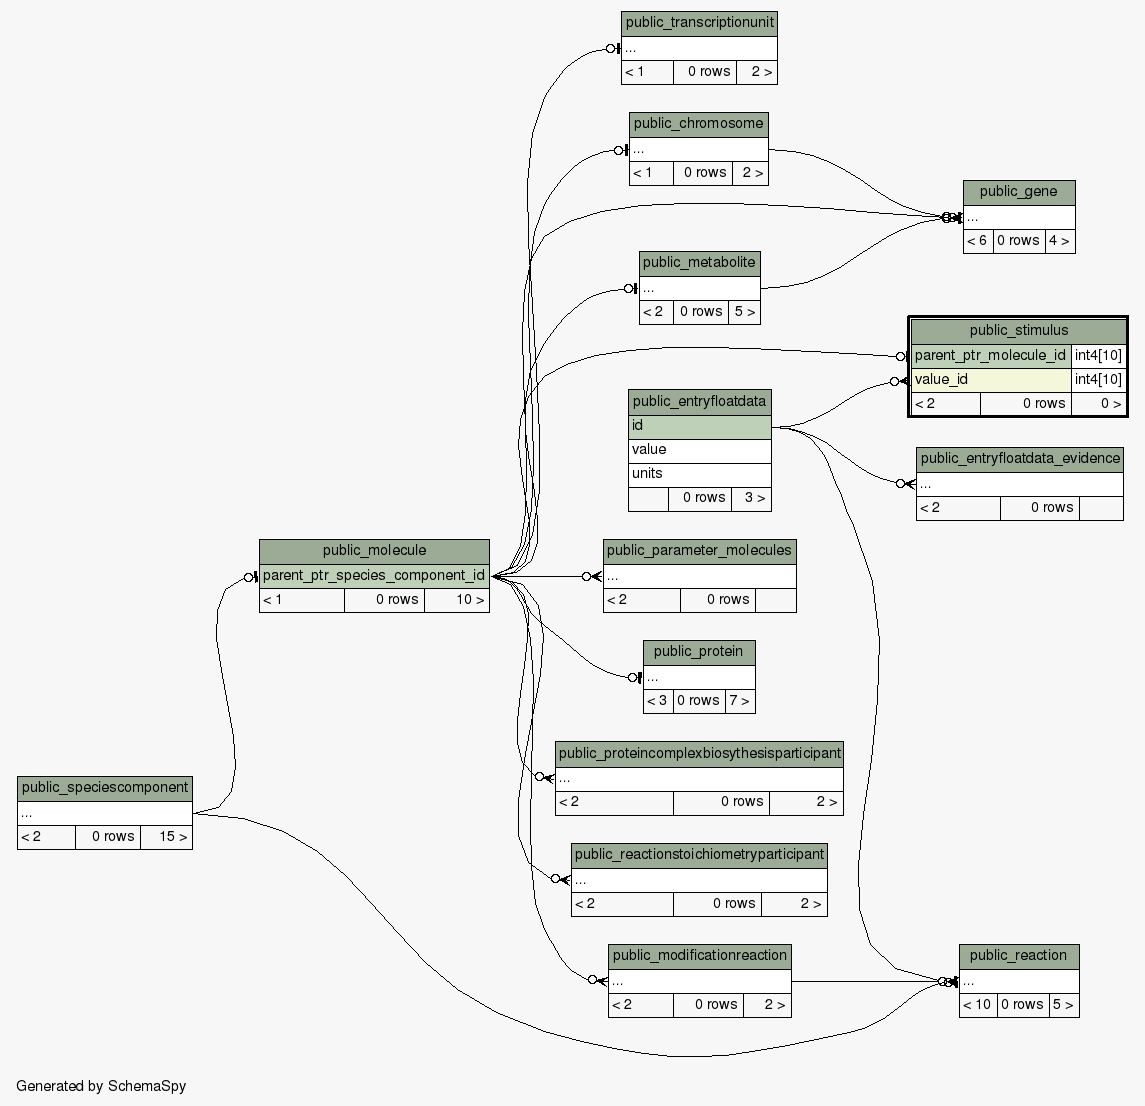 public_transcriptionunit
...
< 1 0 rows 2 >
public_chromosome
...
< 1 0 rows 2 >
public_gene
...
< 6 0 rows 4 >
public_metabolite
...
< 2 0 rows 5 >
public_stimulus
parent_ptr_molecule_id int4[10]
value_id int4[10]
< 2 0 rows 0 >
public_entryfloatdata
id
value
units
0 rows 3 >
public_entryfloatdata_evidence
...
< 2 0 rows
public_molecule
parent_ptr_species_component_id
< 1 0 rows 10 >
public_parameter_molecules
...
< 2 0 rows
public_protein
...
< 3 0 rows 7 >
public_proteincomplexbiosythesisparticipant
...
< 2 0 rows 2 >
public_speciescomponent
...
< 2 0 rows 15 >
public_reactionstoichiometryparticipant
...
< 2 0 rows 2 >
public_modificationreaction
...
< 2 0 rows 2 >
public_reaction
...
< 10 0 rows 5 >
Generated by SchemaSpy